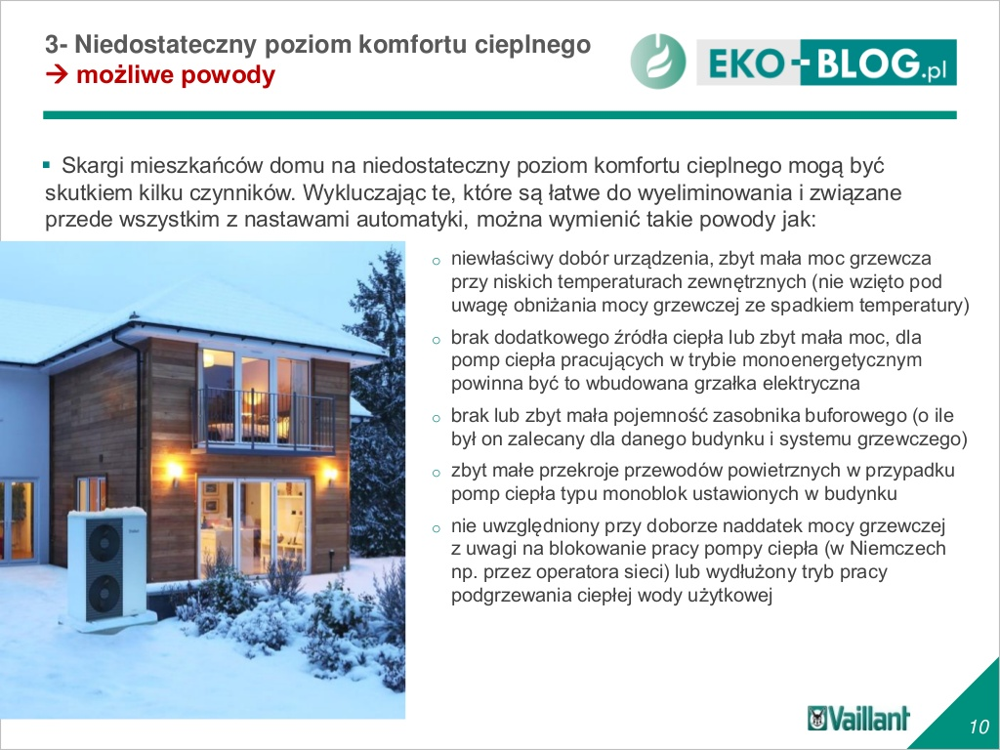 3- Niedostateczny poziom komfortu cieplnego
→ możliwe powody
EKO-BLOG.pl
▪ Skargi mieszkańców domu na niedostateczny poziom komfortu cieplnego mogą być
skutkiem kilku czynników. Wykluczając te, które są łatwe do wyeliminowania i związane
przede wszystkim z nastawami automatyki, można wymienić takie powody jak:
o niewłaściwy dobór urządzenia, zbyt mała moc grzewcza
przy niskich temperaturach zewnętrznych (nie wzięto pod
uwagę obniżania mocy grzewczej ze spadkiem temperatury)
o brak dodatkowego źródła ciepła lub zbyt mała moc, dla
pomp ciepła pracujących w trybie monoenergetycznym
powinna być to wbudowana grzałka elektryczna
o brak lub zbyt mała pojemność zasobnika buforowego (o ile
był on zalecany dla danego budynku i systemu grzewczego)
o zbyt małe przekroje przewodów powietrznych w przypadku
pomp ciepła typu monoblok ustawionych w budynku
o nie uwzględniony przy doborze naddatek mocy grzewczej
z uwagi na blokowanie pracy pompy ciepła (w Niemczech
np. przez operatora sieci) lub wydłużony tryb pracy
podgrzewania ciepłej wody użytkowej
Vaillant
10